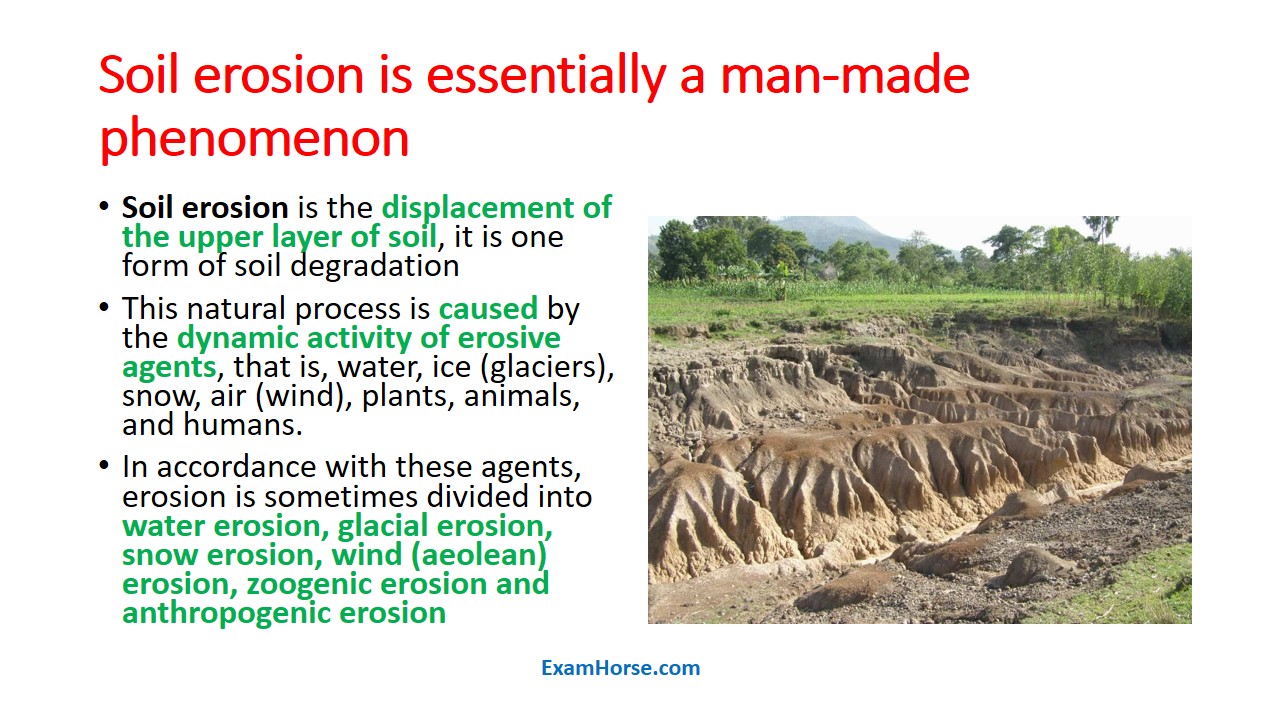 Soil erosion is essentially a man-made
phenomenon
• Soil erosion is the displacement of
the upper layer of soil, it is one
form of soil degradation
• This natural process is caused by
the dynamic activity of erosive
agents, that is, water, ice (glaciers),
snow, air (wind), plants, animals,
and humans.
• In accordance with these agents,
erosion is sometimes divided into
water erosion, glacial erosion,
snow erosion, wind (aeolean)
erosion, zoogenic erosion and
anthropogenic erosion
ExamHorse.com